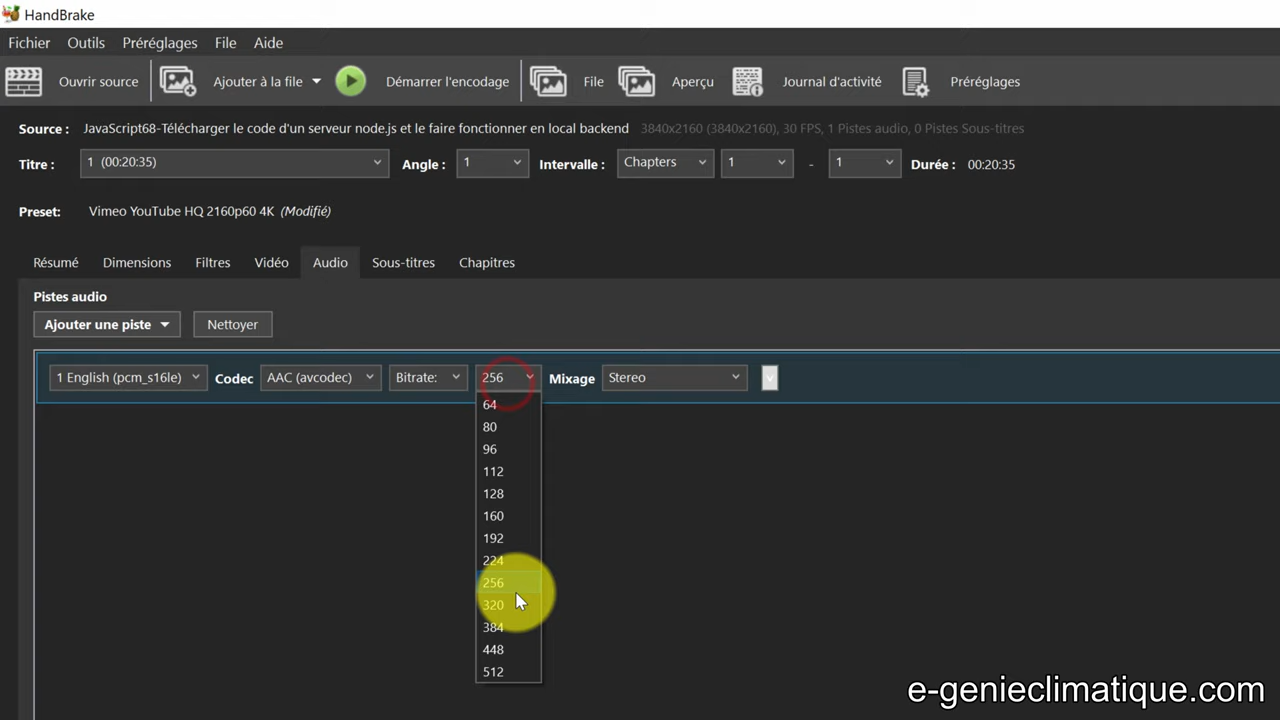 HandBrake
Fichier Outils Préréglages File Aide
Ouvrir source Ajouter à la file Démarrer l'encodage File Aperçu Journal d'activité Préréglages
Source : JavaScript68-Télécharger le code d'un serveur node.js et le faire fonctionner en local backend 3840x2160 (3840x2160), 30 FPS, 1 Pistes audio, 0 Pistes Sous-titres
Titre : 1 (00:20:35) Angle : 1 Intervalle : Chapters 1 - 1 Durée : 00:20:35
Preset: Vimeo YouTube HQ 2160p60 4K (Modifié)
Résumé Dimensions Filtres Vidéo Audio Sous-titres Chapitres
Pistes audio
Ajouter une piste Nettoyer
1 English (pcm_s16le) Codec AAC (avcodec) Bitrate: 256 Mixage Stereo
64
80
96
112
128
160
192
224
256
320
384
448
512
e-genieclimatique.com